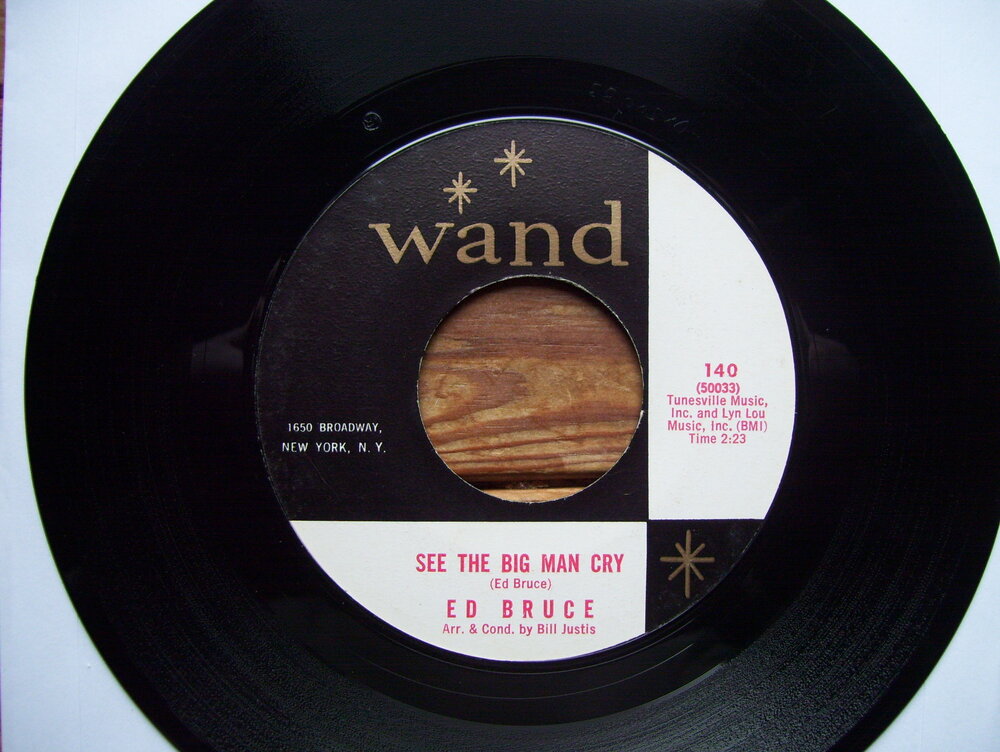 wand
1650 BROADWAY,
NEW YORK, N. Y.
140
(50033)
Tunesville Music,
Inc. and Lyn Lou
Music, Inc. (BMI)
Time 2:23
SEE THE BIG MAN CRY
(Ed Bruce)
ED BRUCE
Arr. & Cond. by Bill Justis